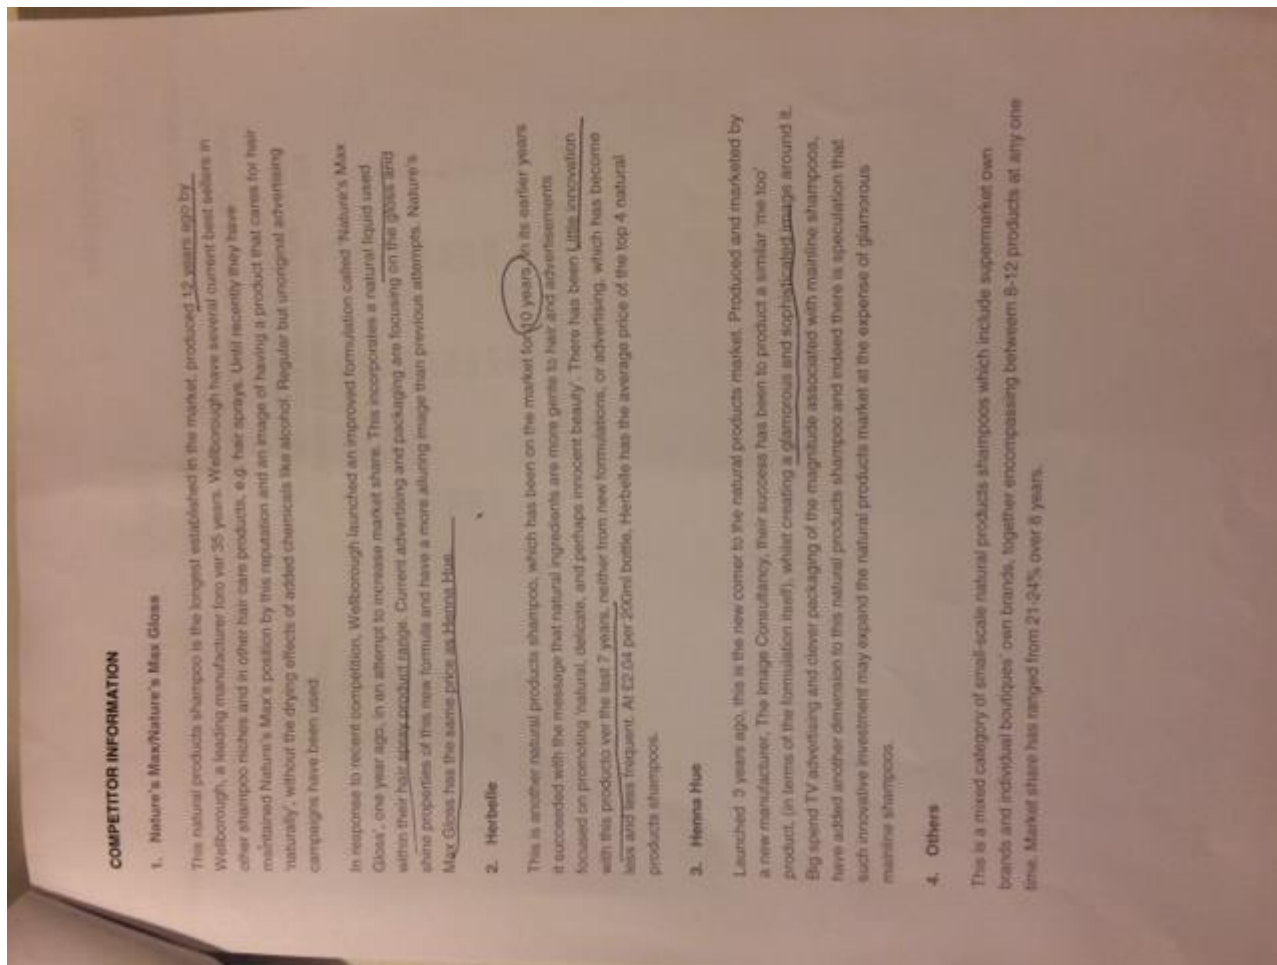 COMPETITOR INFORMATION
1. Nature's Max/Nature's Max Gloss
This natural products shampoo is the longest established in the market, produced 12 years ago by
Wellborough, a leading manufacturer foro ver 35 years. Wellborough have several current best sellers in
other shampoo niches and in other hair care products, e.g. hair sprays. Until recently they have
maintained Nature's Max's position by this reputation and an image of having a product that cares for hair
'naturally', without the drying effects of added chemicals like alcohol. Regular but unoriginal advertising
campaigns have been used.
In response to recent competition, Wellborough launched an improved formulation called 'Nature's Max
Gloss', one year ago, in an attempt to increase market share. This incorporates a natural liquid used
within their hair spray product range. Current advertising and packaging are focusing on the gloss and
shine properties of this new formula and have a more alluring image than previous attempts. Nature's
Max Gloss has the same price as Henna Hue.
2. Herbelle
This is another natural products shampoo, which has been on the market for 10 years. In its earlier years
it succeeded with the message that natural ingredients are more gentle to hair and advertisements
focused on promoting 'natural, delicate, and perhaps innocent beauty'. There has been Little innovation
with this producto ver the last 7 years, neither from new formulations, or advertising, which has become
less and less frequent. At £2.04 per 200ml bottle, Herbelle has the average price of the top 4 natural
products shampoos.
3. Henna Hue
Launched 3 years ago, this is the new comer to the natural products market. Produced and marketed by
a new manufacturer, The Image Consultancy, their success has been to product a similar 'me too'
product, (in terms of the formulation itself), whilst creating a glamorous and sophisticated image around it.
Big spend TV advertising and clever packaging of the magnitude associated with mainline shampoos,
have added another dimension to this natural products shampoo and indeed there is speculation that
such innovative investment may expand the natural products market at the expense of glamorous
mainline shampoos.
4. Others
This is a mixed category of small-scale natural products shampoos which include supermarket own
brands and individual boutiques' own brands, together encompassing betweem 8-12 products at any one
time. Market share has ranged from 21-24% over 6 years.